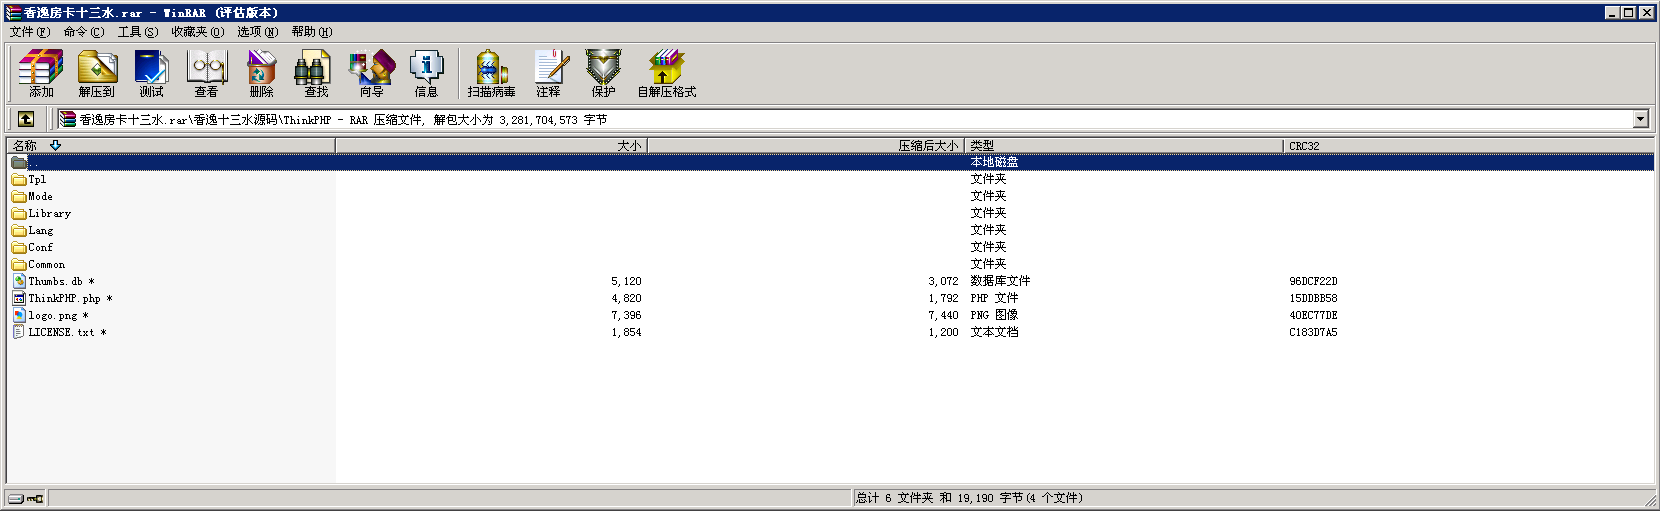 香逸房卡十三水.rar - WinRAR (评估版本)
文件(F) 命令(C) 工具(S) 收藏夹(O) 选项(N) 帮助(H)
添加 解压到 测试 查看 删除 查找 向导 信息 扫描病毒 注释 保护 自解压格式
香逸房卡十三水.rar\香逸十三水源码\ThinkPHP - RAR 压缩文件, 解包大小为 3,281,704,573 字节
名称 大小 压缩后大小 类型 CRC32
.. 本地磁盘
Tpl 文件夹
Mode 文件夹
Library 文件夹
Lang 文件夹
Conf 文件夹
Common 文件夹
Thumbs.db * 5,120 3,072 数据库文件 96DCF22D
ThinkPHP.php * 4,820 1,792 PHP 文件 15DDBB58
logo.png * 7,396 7,440 PNG 图像 40EC77DE
LICENSE.txt * 1,854 1,200 文本文档 C183D7A5
总计 6 文件夹 和 19,190 字节(4 个文件)